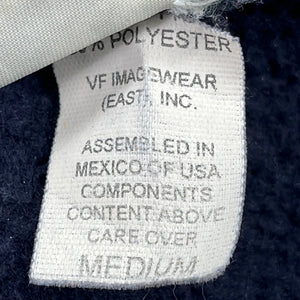 % POLYESTER
VF IMAGEWEAR
(EAST), INC.
ASSEMBLED IN
MEXICO OF USA
COMPONENTS
CONTENT ABOVE
CARE OVER
MEDIUM